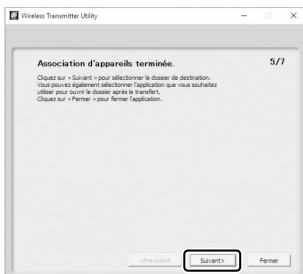 Wireless Transmitter Utility
Association d'appareils terminée.
5/7
Cliquez sur « Suivant » pour sélectionner le dossier de destination.
Vous pouvez également sélectionner l'application que vous souhaitez
utiliser pour ouvrir le dossier après le transfert.
Cliquez sur « Fermer » pour fermer l'application.
<Précédent
Suivant>
Fermer